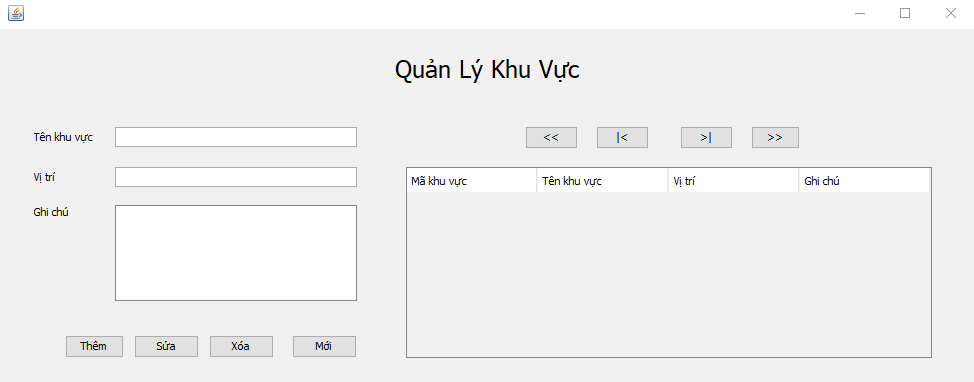 Quản Lý Khu Vực
Tên khu vực
<< |< >| >>
Vị trí
Mã khu vực Tên khu vực Vị trí Ghi chú
Ghi chú
Thêm Sửa Xóa Mới